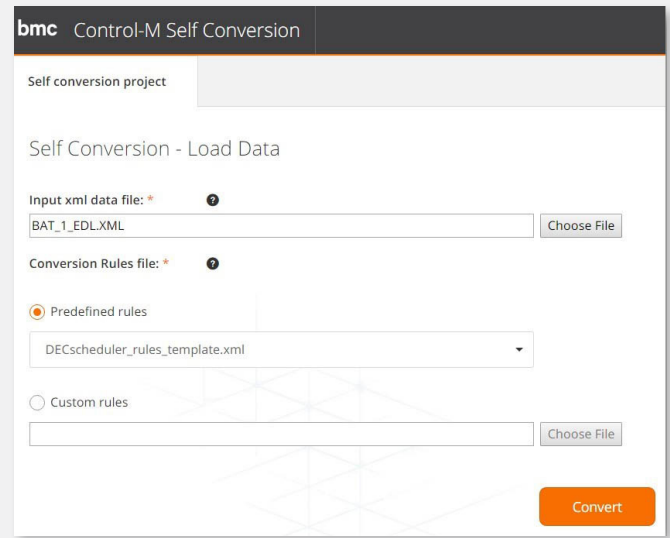 bmc Control-M Self Conversion
Self conversion project
Self Conversion - Load Data
Input xml data file: * ?
BAT_1_EDL.XML Choose File
Conversion Rules file: * ?
Predefined rules
DECscheduler_rules_template.xml
Custom rules
Choose File
Convert